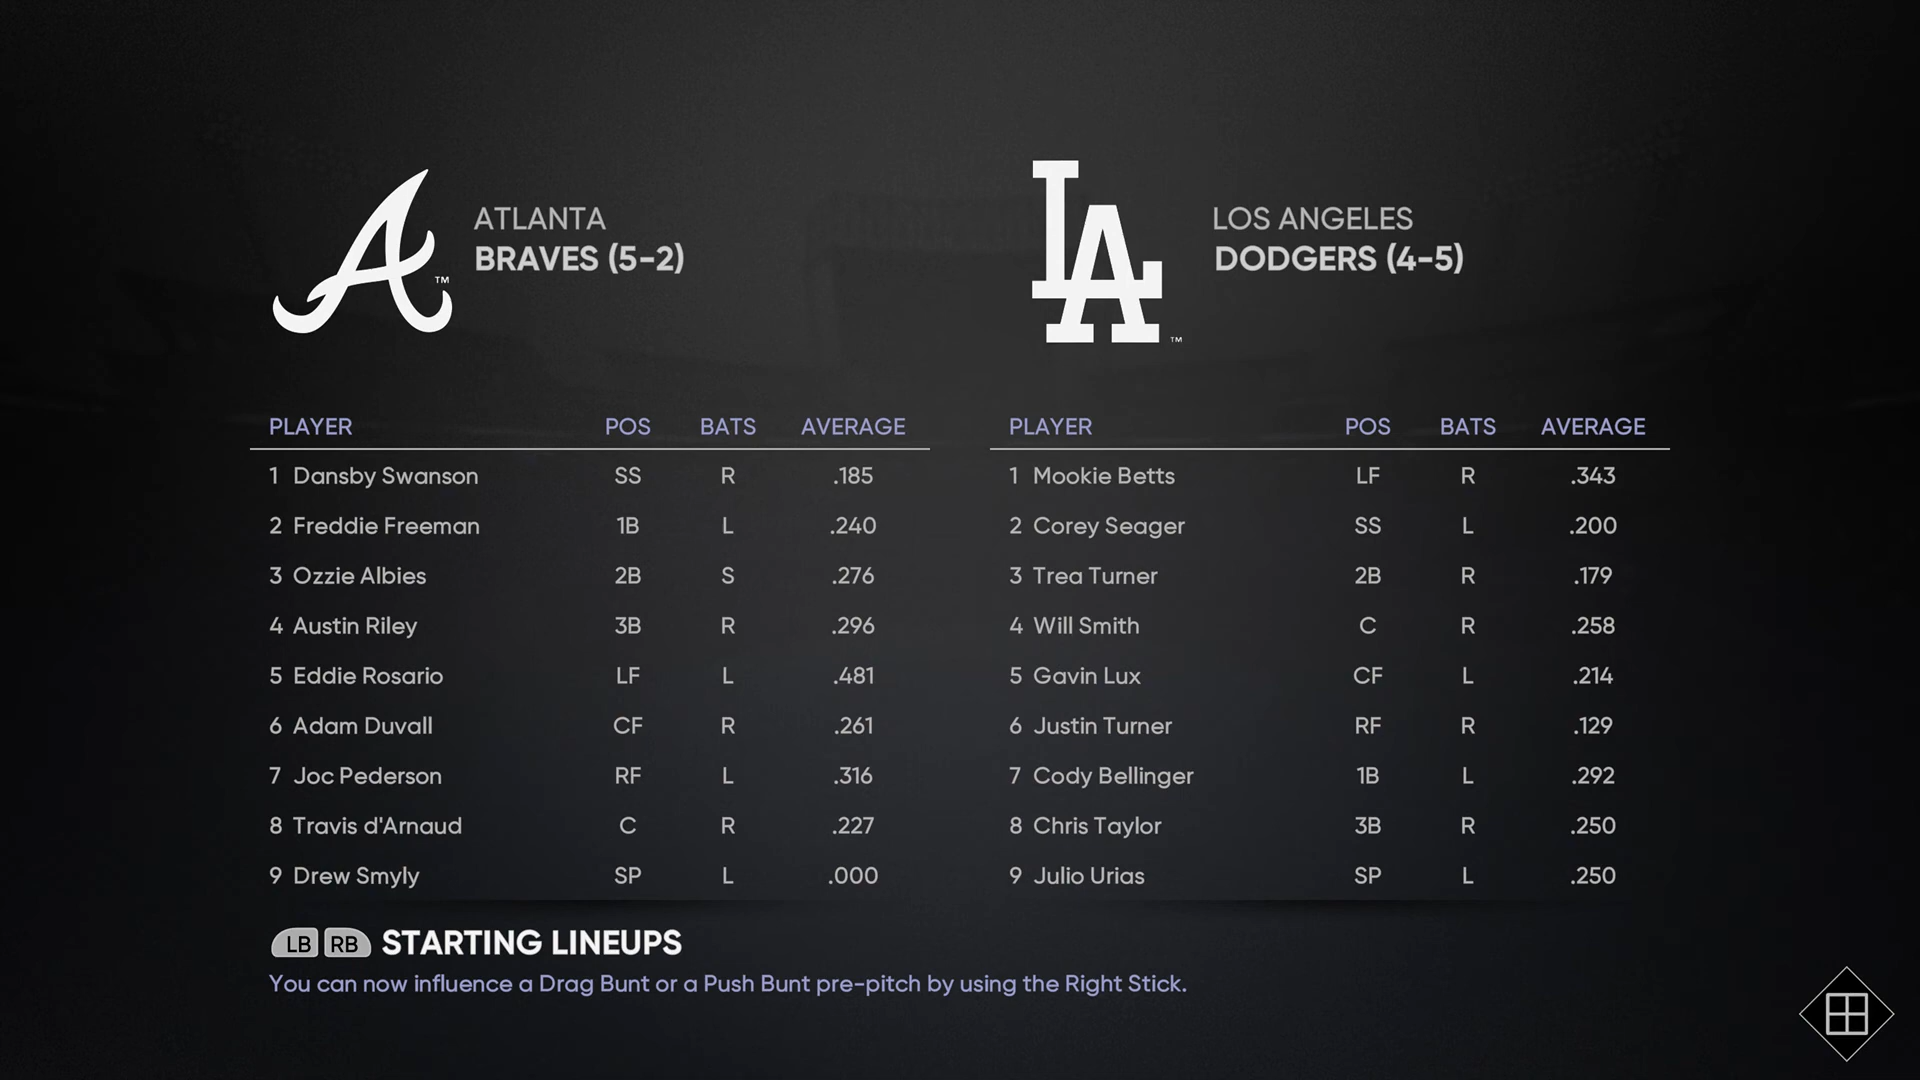 ATLANTA
BRAVES (5-2)
PLAYER POS BATS AVERAGE
1 Dansby Swanson SS R .185
2 Freddie Freeman 1B L .240
3 Ozzie Albies 2B S .276
4 Austin Riley 3B R .296
5 Eddie Rosario LF L .481
6 Adam Duvall CF R .261
7 Joc Pederson RF L .316
8 Travis d'Arnaud C R .227
9 Drew Smyly SP L .000
LA
LOS ANGELES
DODGERS (4-5)
PLAYER POS BATS AVERAGE
1 Mookie Betts LF R .343
2 Corey Seager SS L .200
3 Trea Turner 2B R .179
4 Will Smith C R .258
5 Gavin Lux CF L .214
6 Justin Turner RF R .129
7 Cody Bellinger 1B L .292
8 Chris Taylor 3B R .250
9 Julio Urias SP L .250
LB RB STARTING LINEUPS
You can now influence a Drag Bunt or a Push Bunt pre-pitch by using the Right Stick.